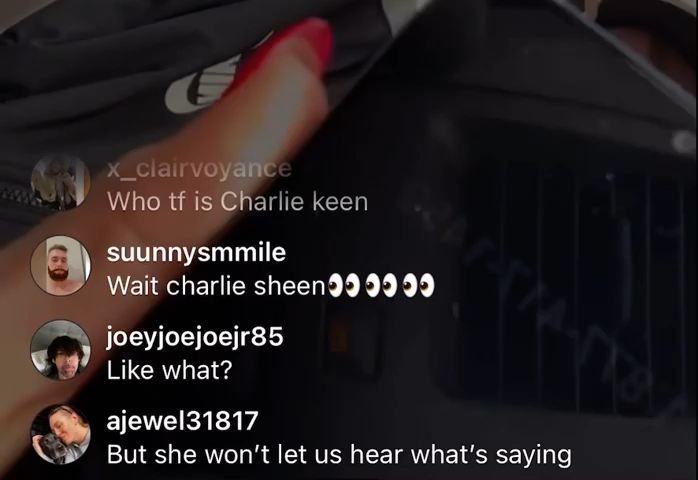 x_clairvoyance
Who tf is Charlie keen
suunnysmmile
Wait charlie sheen👀👀👀
joeyjoejoejr85
Like what?
ajewel31817
But she won't let us hear what's saying